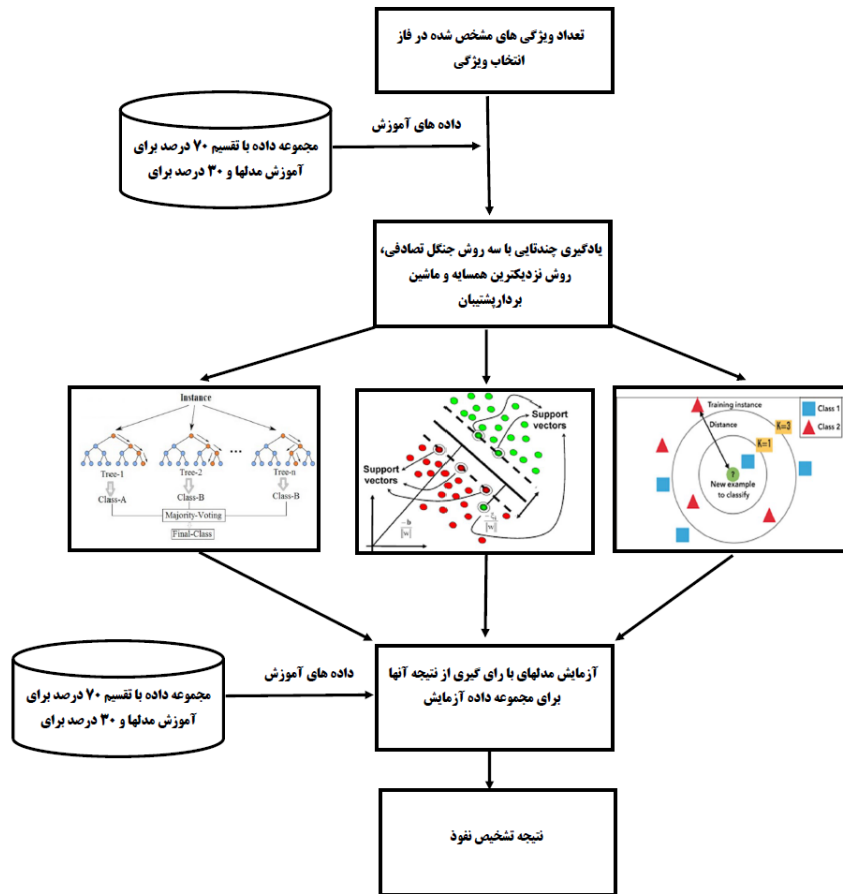 تعداد ویژگی های مشخص شده در فاز
انتخاب ویژگی
داده های آموزش
مجموعه داده با تقسیم ۷۰ درصد برای
آموزش مدلها و ۳۰ درصد برای
یادگیری چندتایی با سه روش جنگل تصادفی،
روش نزدیکترین همسایه و ماشین
بردارپشتیبان
Instance
...
Tree-1
Tree-2
Tree-n
Class-A
Class-B
Class-B
Majority-Voting
Final-Class
Support
vectors
Support
vectors
-b
|w|
|w|
Training instance
Class 1
Class 2
Distance
K=3
K=1
?
New example
to classify
داده های آموزش
مجموعه داده با تقسیم ۷۰ درصد برای
آموزش مدلها و ۳۰ درصد برای
آزمایش مدلهای با رای گیری از نتیجه آنها
برای مجموعه داده آزمایش
نتیجه تشخیص نفوذ